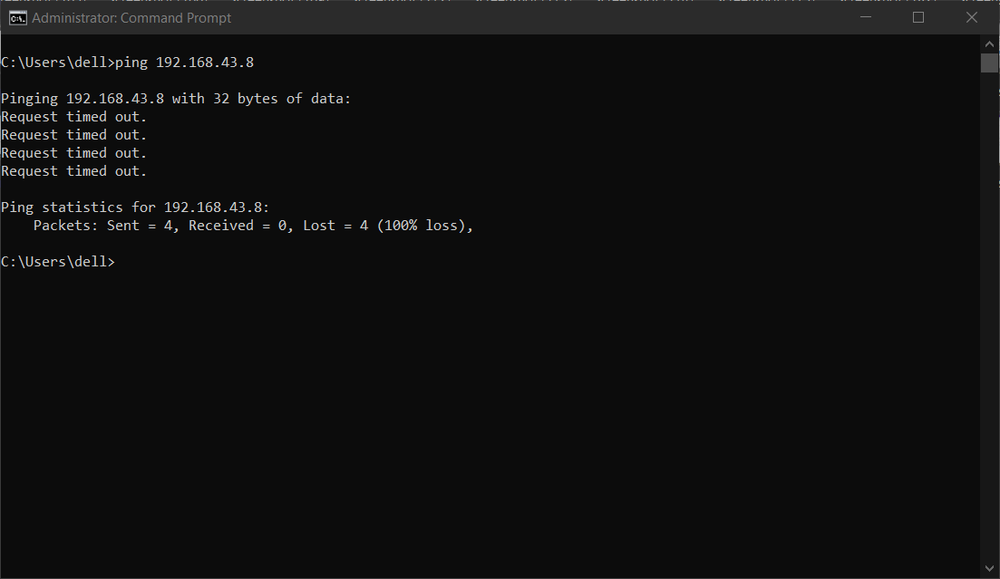 Administrator: Command Prompt
C:\Users\dell>ping 192.168.43.8
Pinging 192.168.43.8 with 32 bytes of data:
Request timed out.
Request timed out.
Request timed out.
Request timed out.
Ping statistics for 192.168.43.8:
Packets: Sent = 4, Received = 0, Lost = 4 (100% loss),
C:\Users\dell>